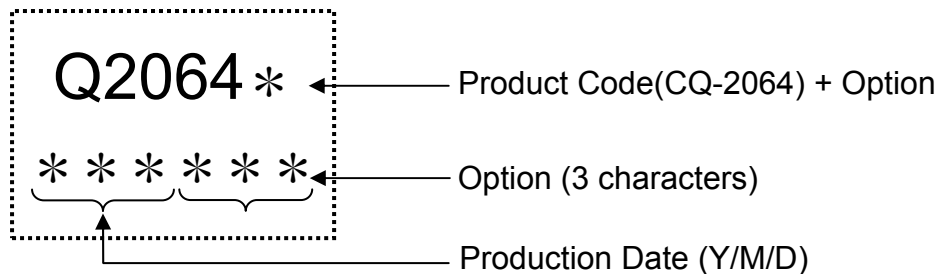 Q2064*
Product Code(CQ-2064) + Option
* * * * * *
Option (3 characters)
Production Date (Y/M/D)